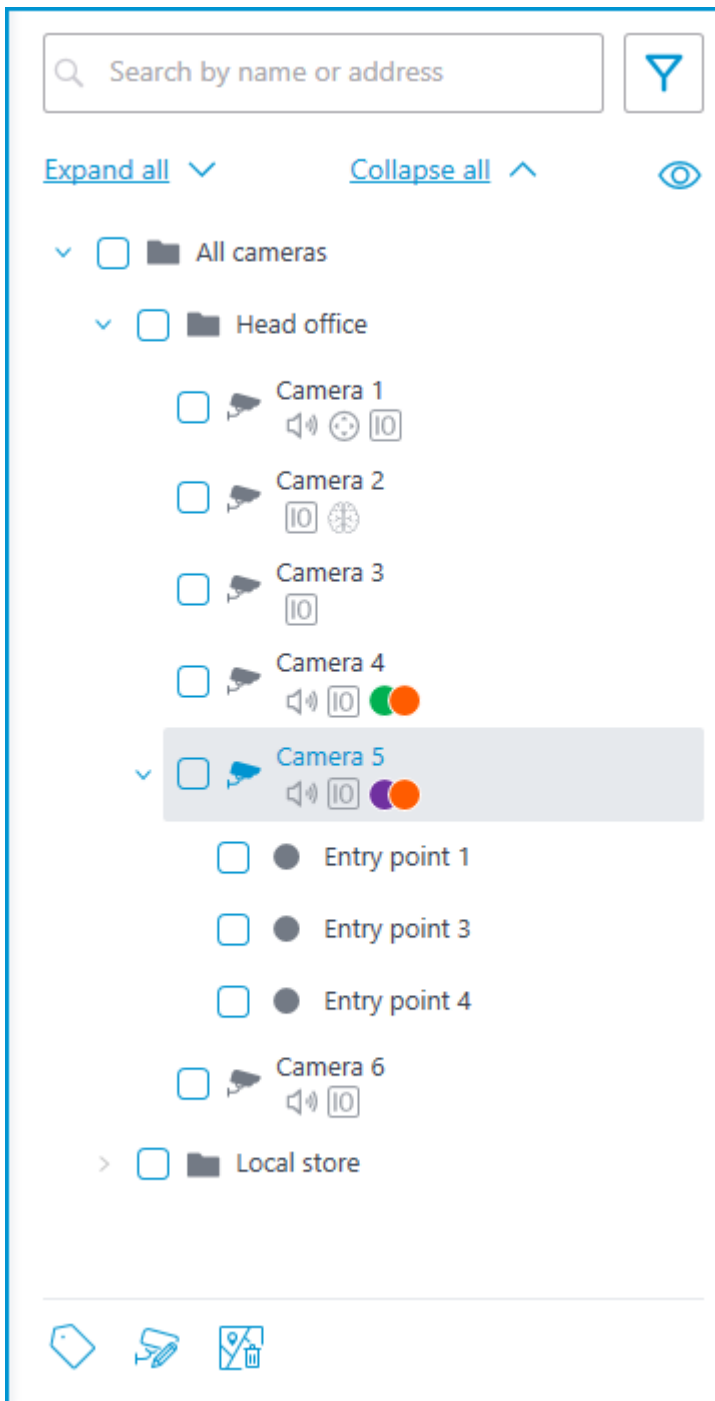 Search by name or address
Expand all Collapse all
All cameras
Head office
Camera 1
IO
Camera 2
IO
Camera 3
IO
Camera 4
IO
Camera 5
IO
Entry point 1
Entry point 3
Entry point 4
Camera 6
IO
Local store